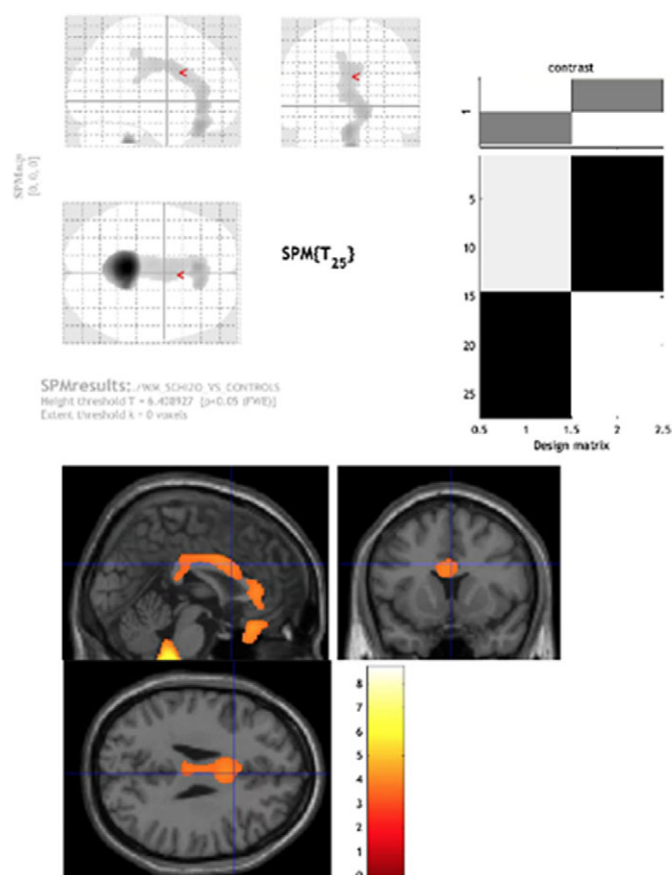 contrast
1
SPMmip
[0, 0, 0]
SPM{T25}
5
10
15
20
25
0.5 1 1.5 2 2.5
Design matrix
SPMresults:
Height threshold T = 6.408927 {p<0.05 (FWE)}
Extent threshold k = 0 voxels
8
7
6
5
4
3
2
1
0